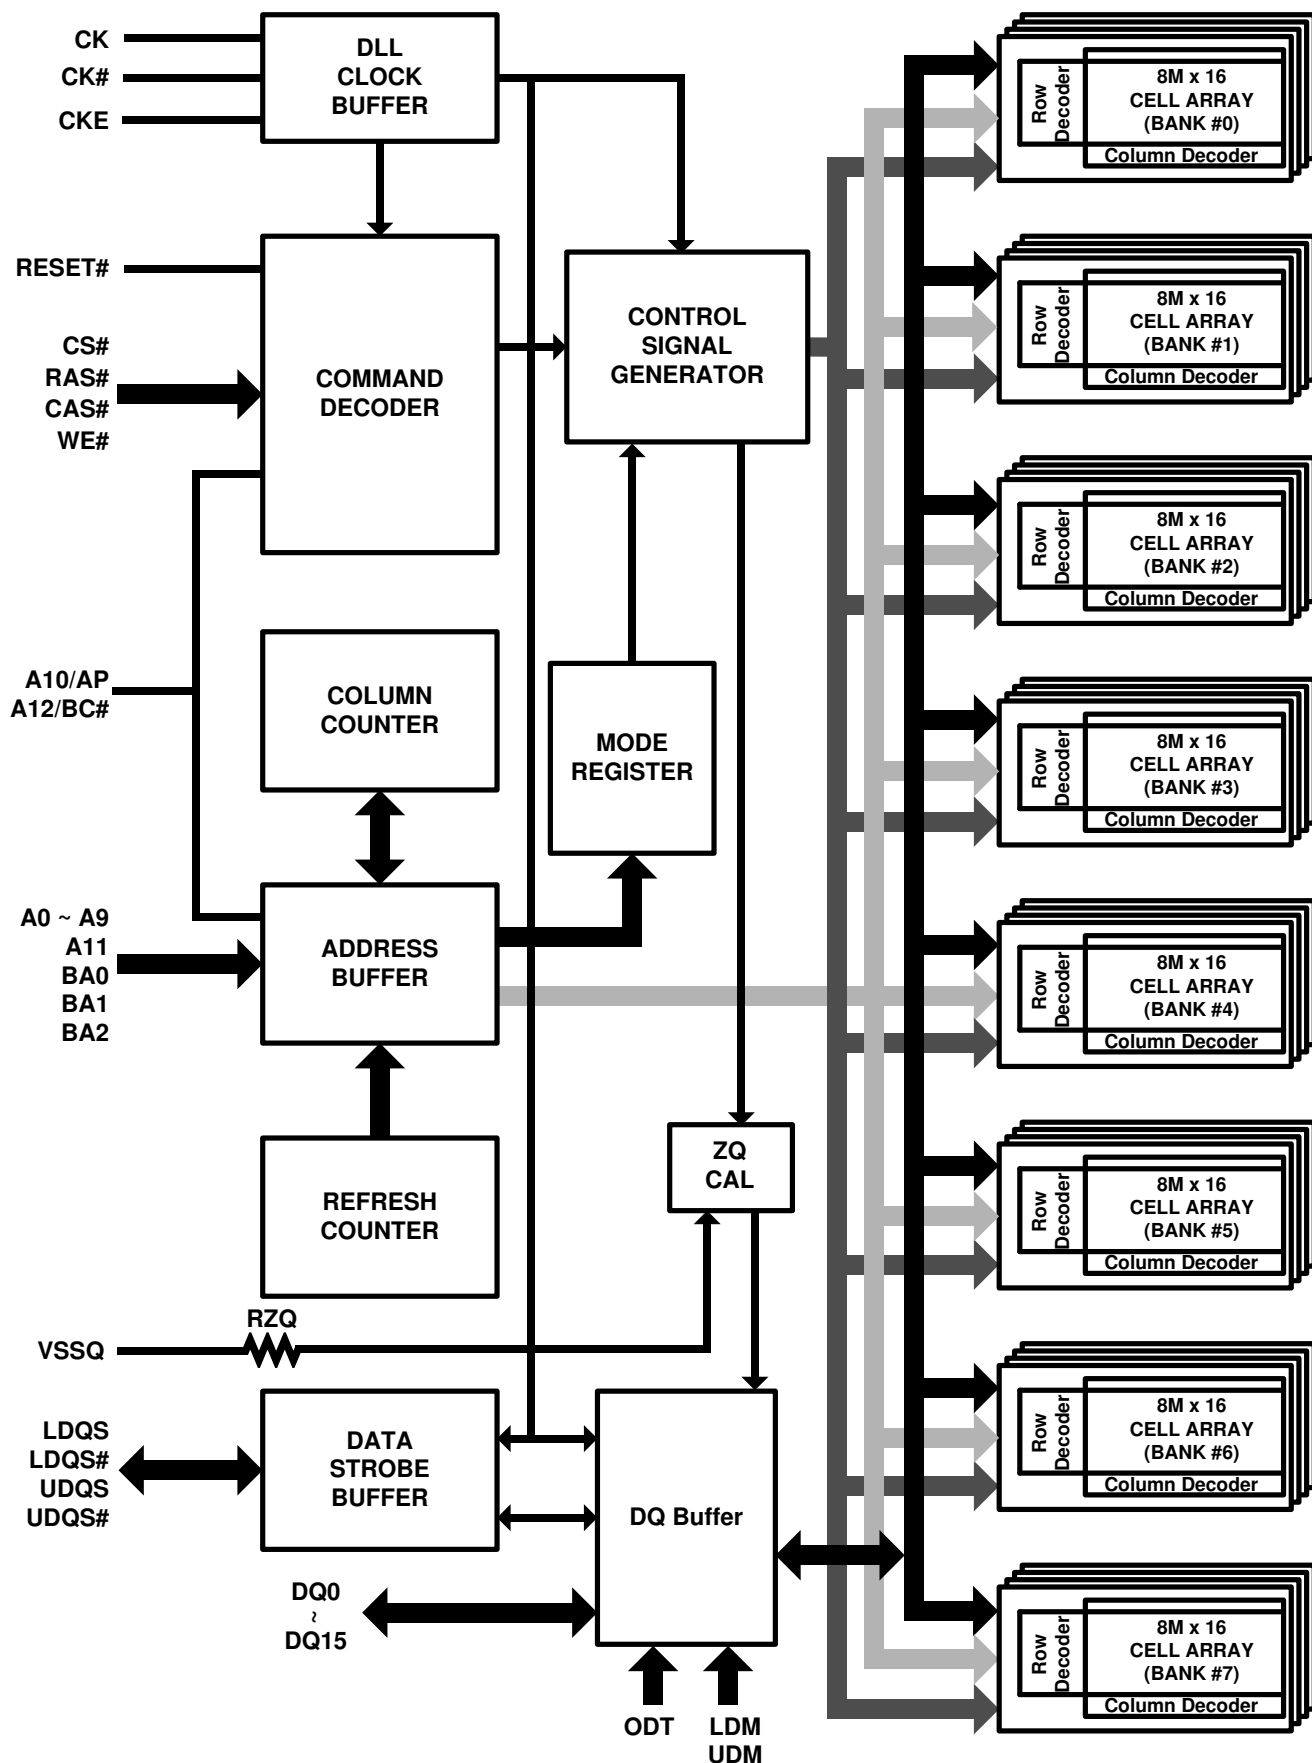 CK
CK#
CKE
DLL
CLOCK
BUFFER
RESET#
CS#
RAS#
CAS#
WE#
COMMAND
DECODER
CONTROL
SIGNAL
GENERATOR
A10/AP
A12/BC#
COLUMN
COUNTER
MODE
REGISTER
A0 ~ A9
A11
BA0
BA1
BA2
ADDRESS
BUFFER
REFRESH
COUNTER
ZQ
CAL
RZQ
VSSQ
LDQS
LDQS#
UDQS
UDQS#
DATA
STROBE
BUFFER
DQ Buffer
DQ0
~
DQ15
ODT
LDM
UDM
Row
Decoder
8M x 16
CELL ARRAY
(BANK #0)
Column Decoder
Row
Decoder
8M x 16
CELL ARRAY
(BANK #1)
Column Decoder
Row
Decoder
8M x 16
CELL ARRAY
(BANK #2)
Column Decoder
Row
Decoder
8M x 16
CELL ARRAY
(BANK #3)
Column Decoder
Row
Decoder
8M x 16
CELL ARRAY
(BANK #4)
Column Decoder
Row
Decoder
8M x 16
CELL ARRAY
(BANK #5)
Column Decoder
Row
Decoder
8M x 16
CELL ARRAY
(BANK #6)
Column Decoder
Row
Decoder
8M x 16
CELL ARRAY
(BANK #7)
Column Decoder